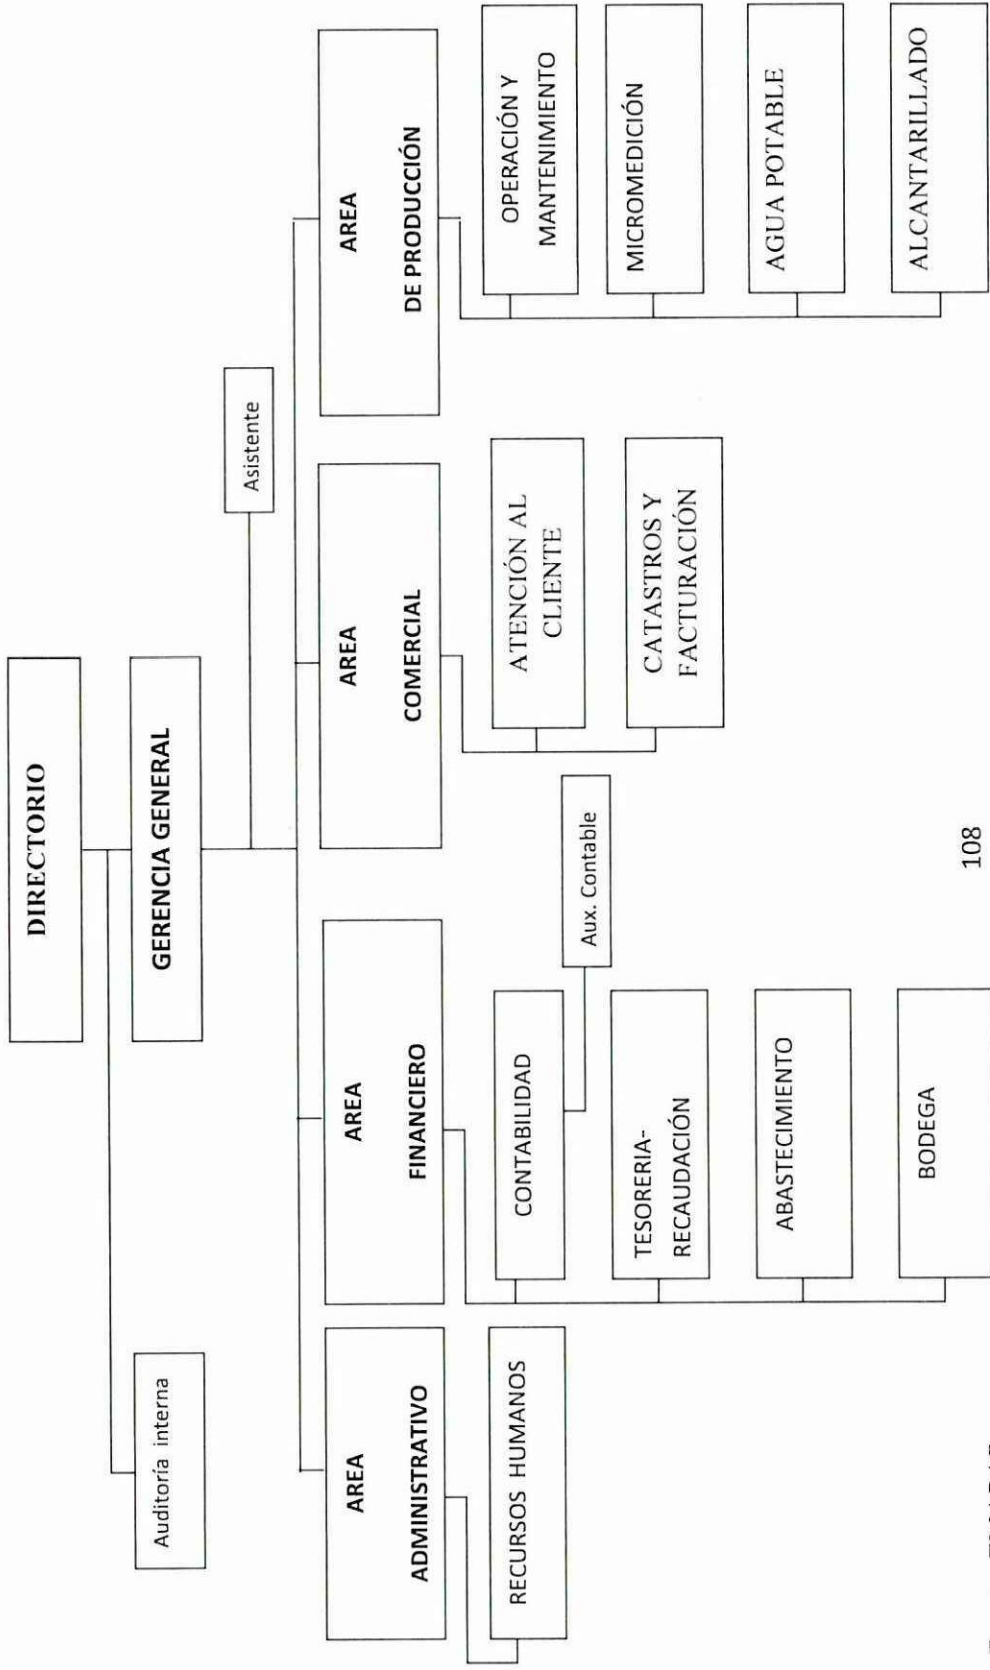 DIRECTORIO
Auditoría interna
GERENCIA GENERAL
Asistente
AREA
ADMINISTRATIVO
AREA
FINANCIERO
AREA
COMERCIAL
AREA
DE PRODUCCIÓN
RECURSOS HUMANOS
CONTABILIDAD
Aux. Contable
TESORERIA-
RECAUDACIÓN
ABASTECIMIENTO
BODEGA
ATENCIÓN AL
CLIENTE
CATASTROS Y
FACTURACIÓN
OPERACIÓN Y
MANTENIMIENTO
MICROMEDICIÓN
AGUA POTABLE
ALCANTARILLADO
108